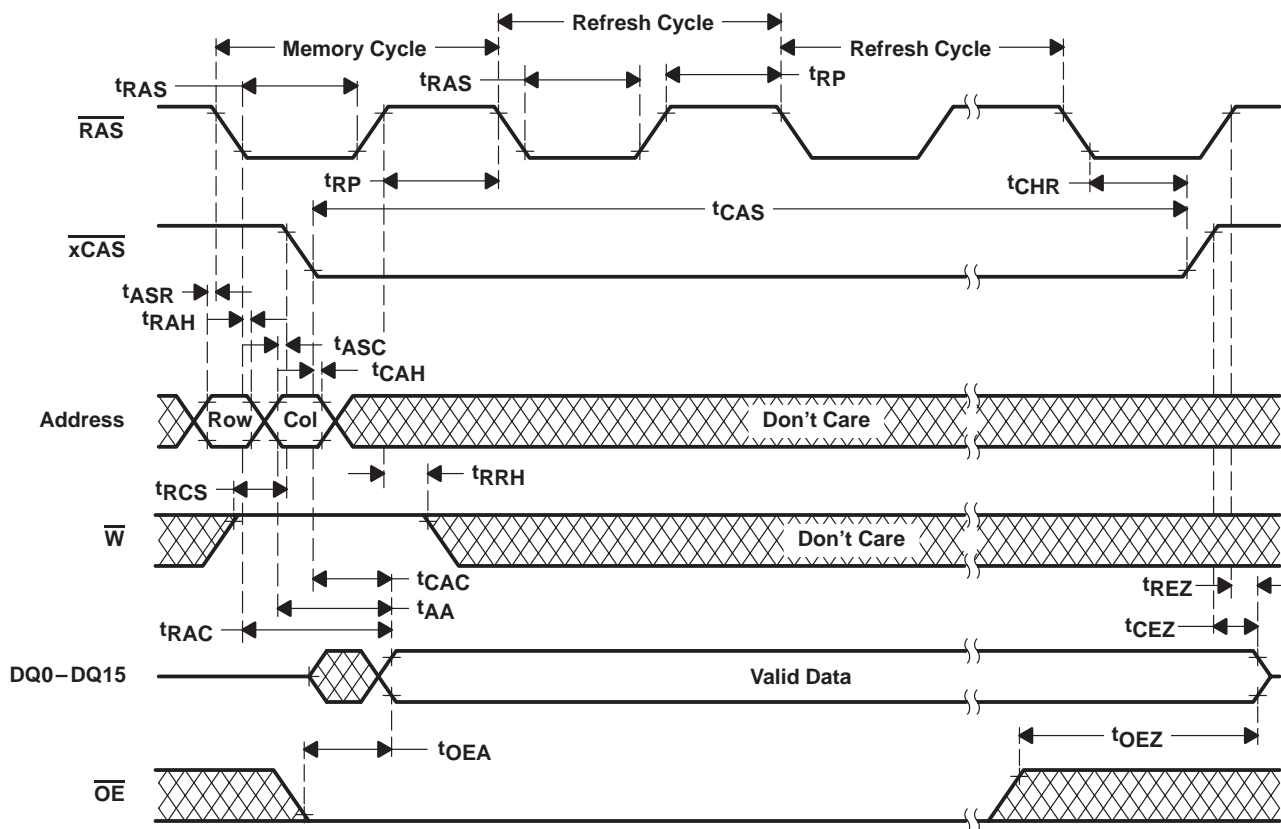 Refresh Cycle
Memory Cycle
Refresh Cycle
tRAS
tRAS
tRP
RAS
tRP
tCHR
tCAS
xCAS
tASR
tRAH
tASC
tCAH
Address
Row
Col
Don't Care
tRRH
tRCS
W
Don't Care
tCAC
tREZ
tAA
tRAC
tCEZ
DQ0–DQ15
Valid Data
tOEA
tOEZ
OE